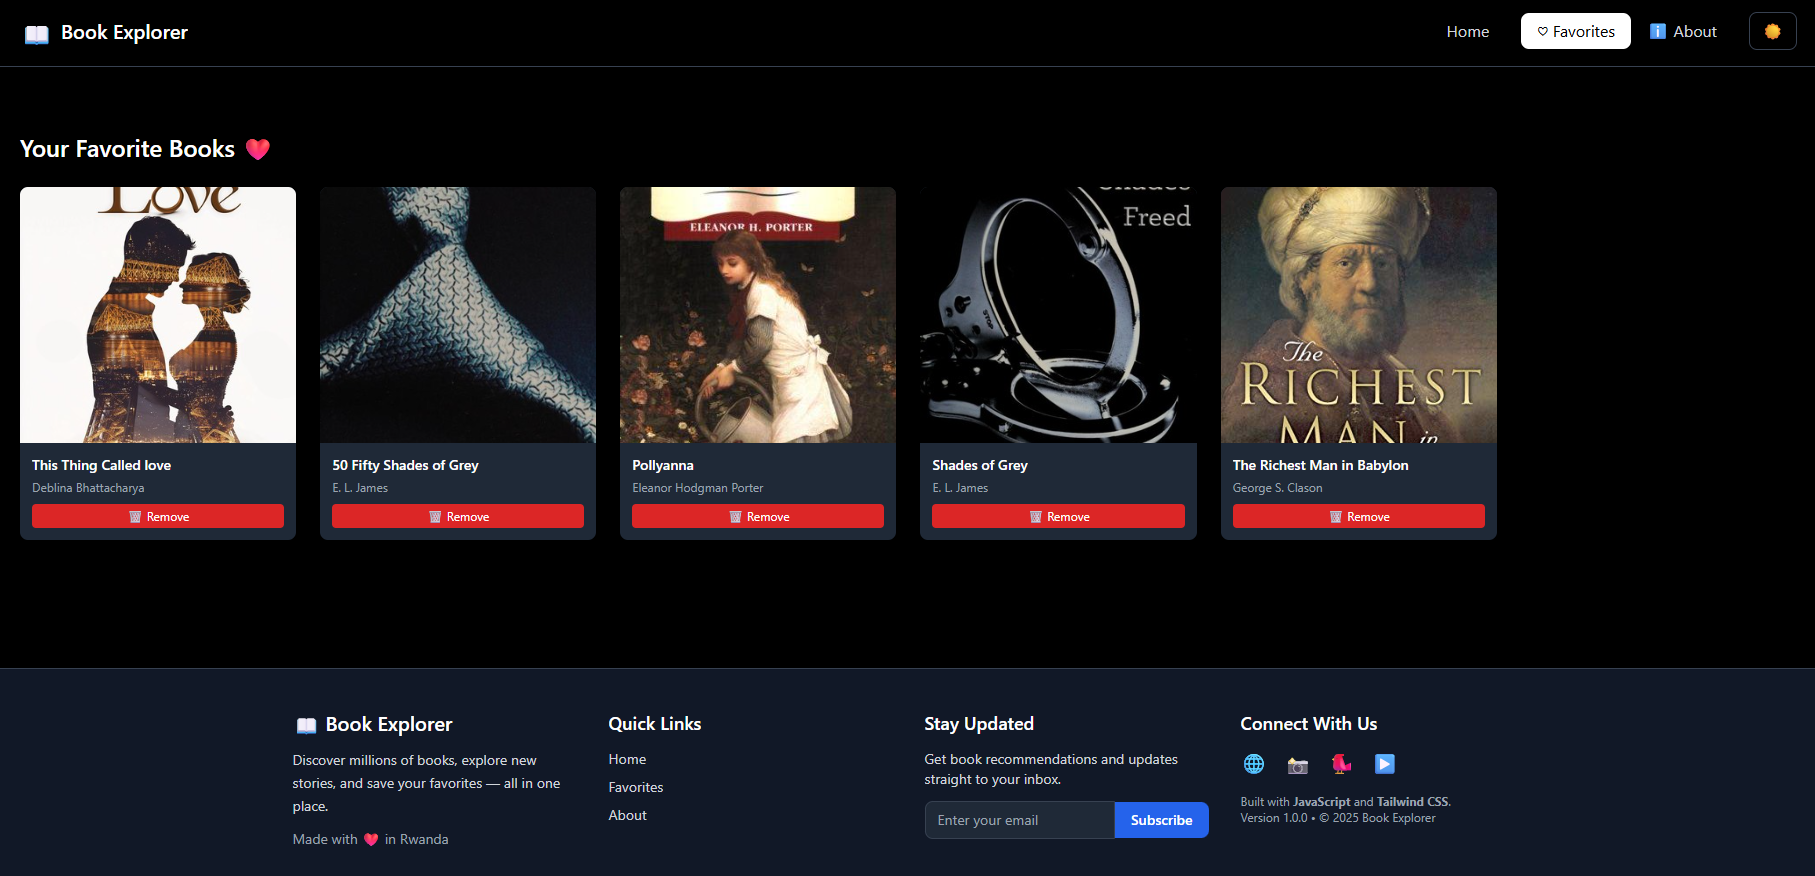 Book Explorer
Home
♡ Favorites
ℹ About
Your Favorite Books ❤
Love
This Thing Called love
Deblina Bhattacharya
🗑 Remove
50 Fifty Shades of Grey
E. L. James
🗑 Remove
ELEANOR H. PORTER
Pollyanna
Eleanor Hodgman Porter
🗑 Remove
Shades
Freed
STOP
Shades of Grey
E. L. James
🗑 Remove
The
RICHEST
MAN in
The Richest Man in Babylon
George S. Clason
🗑 Remove
Book Explorer
Discover millions of books, explore new
stories, and save your favorites — all in one
place.
Made with ❤ in Rwanda
Quick Links
Home
Favorites
About
Stay Updated
Get book recommendations and updates
straight to your inbox.
Enter your email
Subscribe
Connect With Us
Built with JavaScript and Tailwind CSS.
Version 1.0.0 • © 2025 Book Explorer